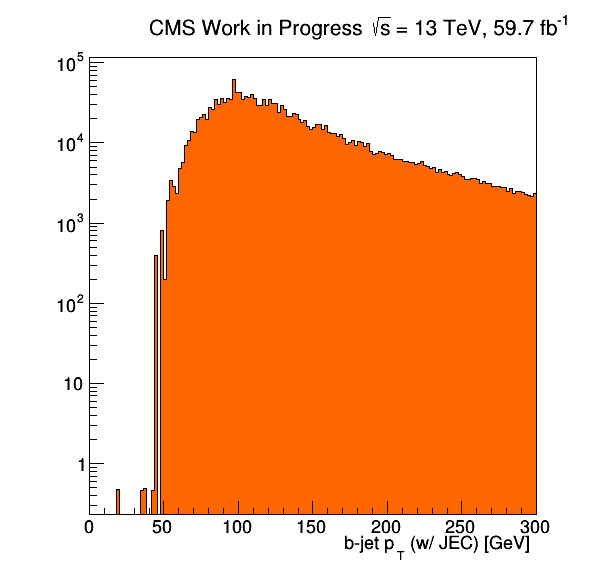 CMS Work in Progress √s = 13 TeV, 59.7 fb⁻¹
10⁵
10⁴
10³
10²
10
1
0 50 100 150 200 250 300
b-jet p_T (w/ JEC) [GeV]